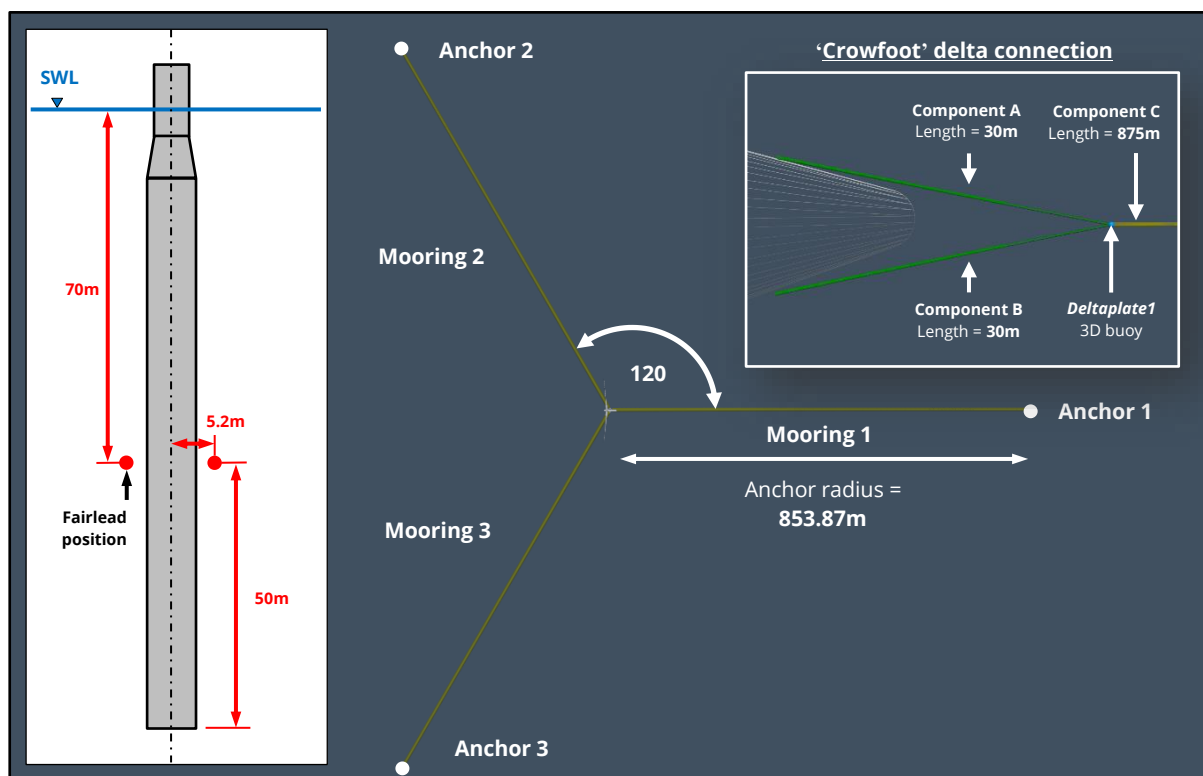 SWL
70m
5.2m
Fairlead
position
50m
Anchor 2
Mooring 2
120
Mooring 1
Anchor 1
Anchor radius =
853.87m
Mooring 3
Anchor 3
‘Crowfoot’ delta connection
Component A
Length = 30m
Component C
Length = 875m
Component B
Length = 30m
Deltaplate1
3D buoy